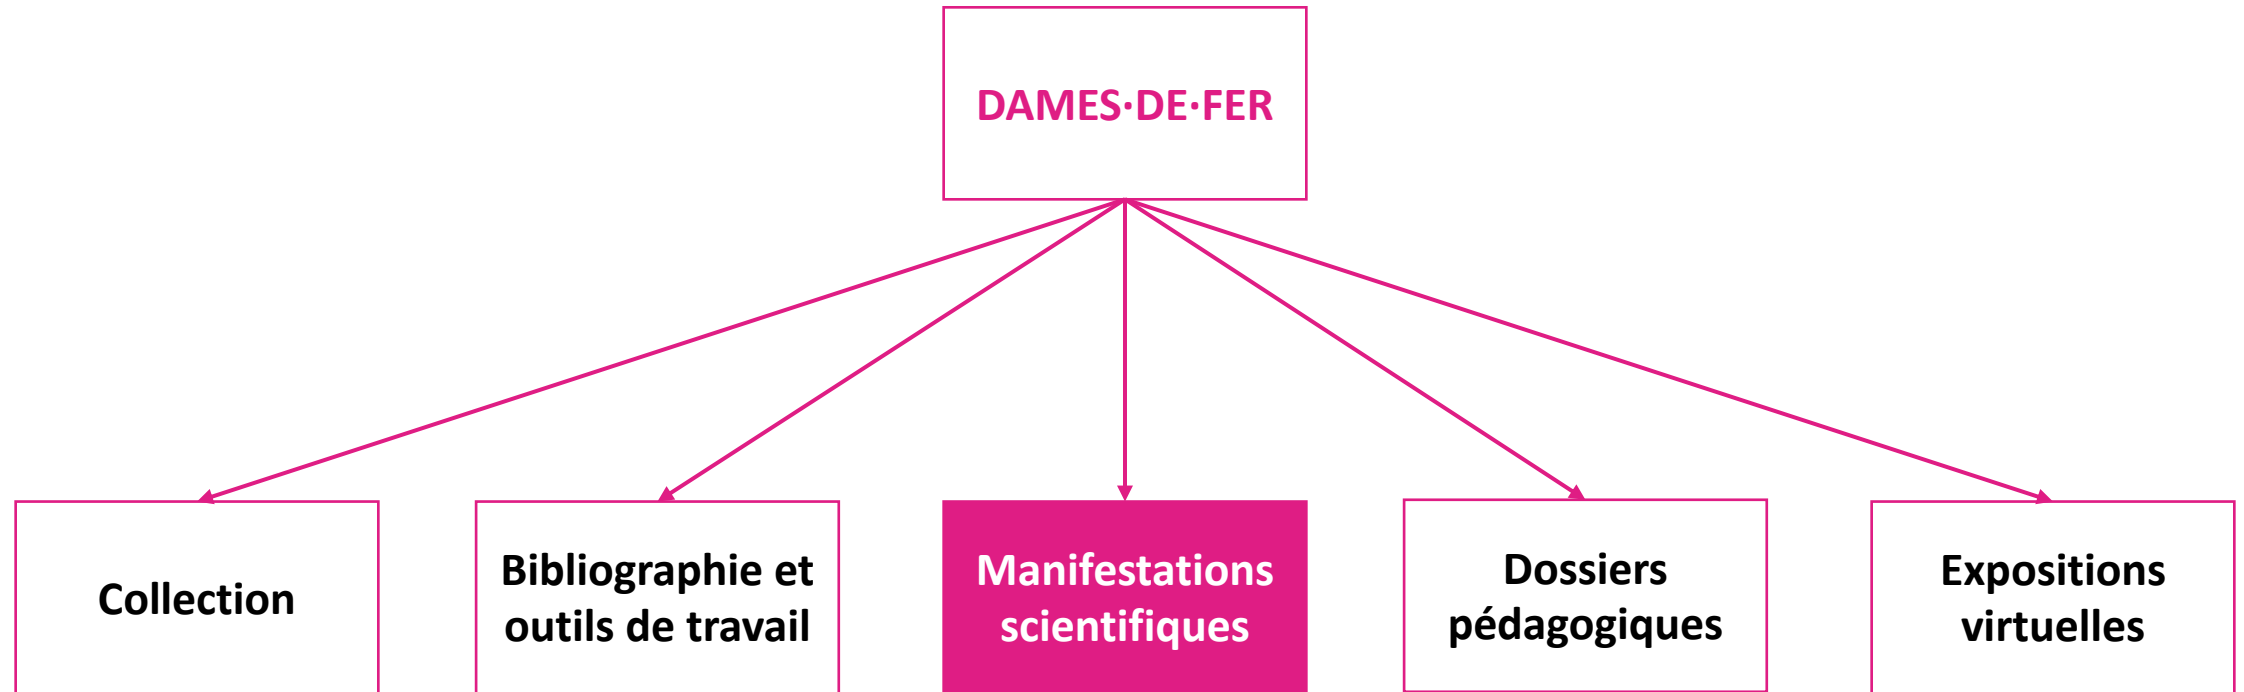 DAMES·DE·FER
Collection
Bibliographie et
outils de travail
Manifestations
scientifiques
Dossiers
pédagogiques
Expositions
virtuelles